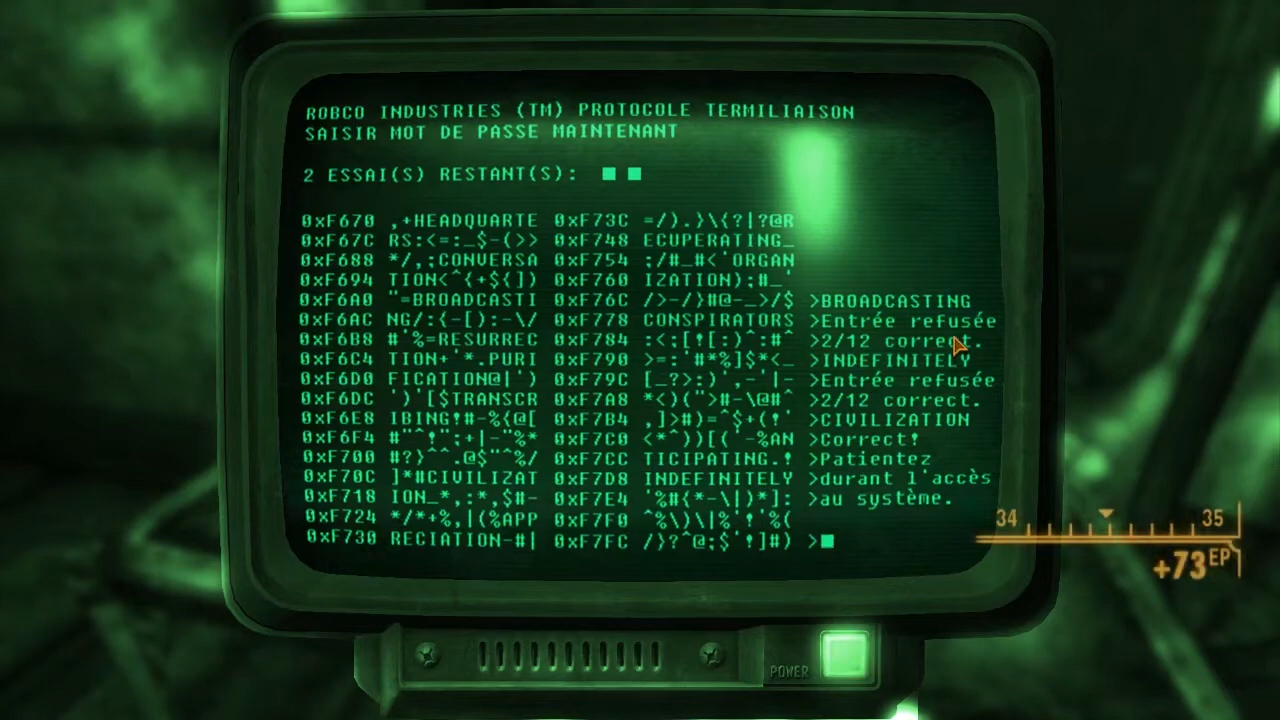 ROBCO INDUSTRIES (TM) PROTOCOLE TERMILIAISON
SAISIR MOT DE PASSE MAINTENANT
2 ESSAI(S) RESTANT(S): ■ ■
0xF670 ,+HEADQUARTE 0xF73C =/).}\{?|?@R
0xF67C RS:<=:_$-(>> 0xF748 ECUPERATING_
0xF688 */,;CONVERSA 0xF754 ;/#_#<'ORGAN
0xF694 TION<^{+${]) 0xF760 IZATION);#_'
0xF6A0 "=BROADCASTI 0xF76C />-/}#@-_>/$ >BROADCASTING
0xF6AC NG/:{-[):-\/ 0xF778 CONSPIRATORS >Entrée refusée
0xF6B8 #'%=RESURREC 0xF784 :<:[![:)^:#^ >2/12 correct.
0xF6C4 TION+'*.PURI 0xF790 >=:'#*%]$*<_ >INDEFINITELY
0xF6D0 FICATION@|') 0xF79C [_?>:)',-'|- >Entrée refusée
0xF6DC ')'[$TRANSCR 0xF7A8 *<)(">#-\@#^ >2/12 correct.
0xF6E8 IBING!#-%{@[ 0xF7B4 ,]>#)=^$+(!' >CIVILIZATION
0xF6F4 #"^!":+|-"%* 0xF7C0 <*^))[('-%AN >Correct!
0xF700 #?}^^.@$"^%/ 0xF7CC TICIPATING.! >Patientez
0xF70C ]*#CIVILIZAT 0xF7D8 INDEFINITELY >durant l'accès
0xF718 ION_*,:*,$#- 0xF7E4 '%#{*-\|)*]: >au système.
0xF724 */*+%,|(%APP 0xF7F0 ^%\)\|%'!'%(
0xF730 RECIATION-#| 0xF7FC /}?^@;$'!]#) >■
34 35
+73 EP
POWER